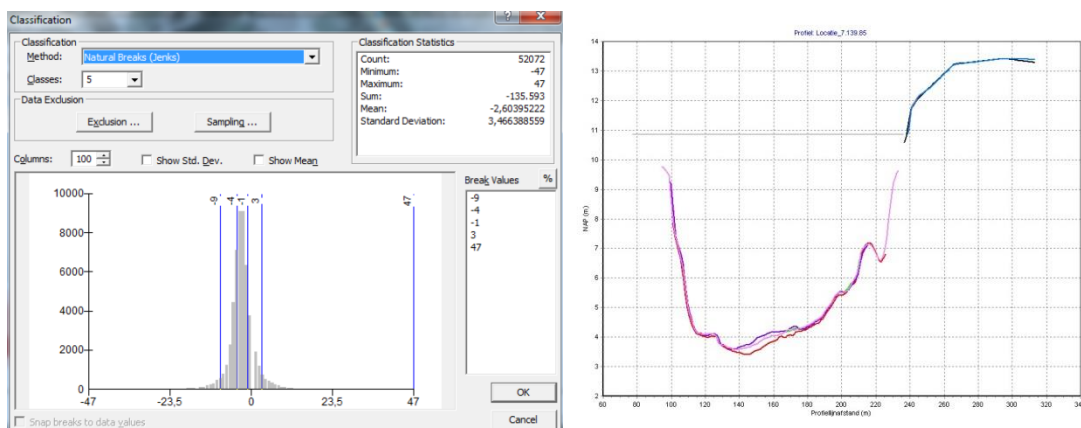 Classification
Classification
Method:
Natural Breaks (Jenks)
Classes:
5
Data Exclusion
Exclusion ...
Sampling ...
Classification Statistics
Count: 52072
Minimum: -47
Maximum: 47
Sum: -135.593
Mean: -2,60395222
Standard Deviation: 3,466388559
Columns:
100
Show Std. Dev.
Show Mean
Break Values
%
-9
-4
-1
3
47
10000
8000
6000
4000
2000
0
-47
-23,5
0
23,5
47
-9
-4
-1
3
47
OK
Cancel
Snap breaks to data values
Profiel: Locatie_7.139.85
NAP (m)
14
13
12
11
10
9
8
7
6
5
4
3
2
60 80 100 120 140 160 180 200 220 240 260 280 300 320 340
Profiellijnafstand (m)